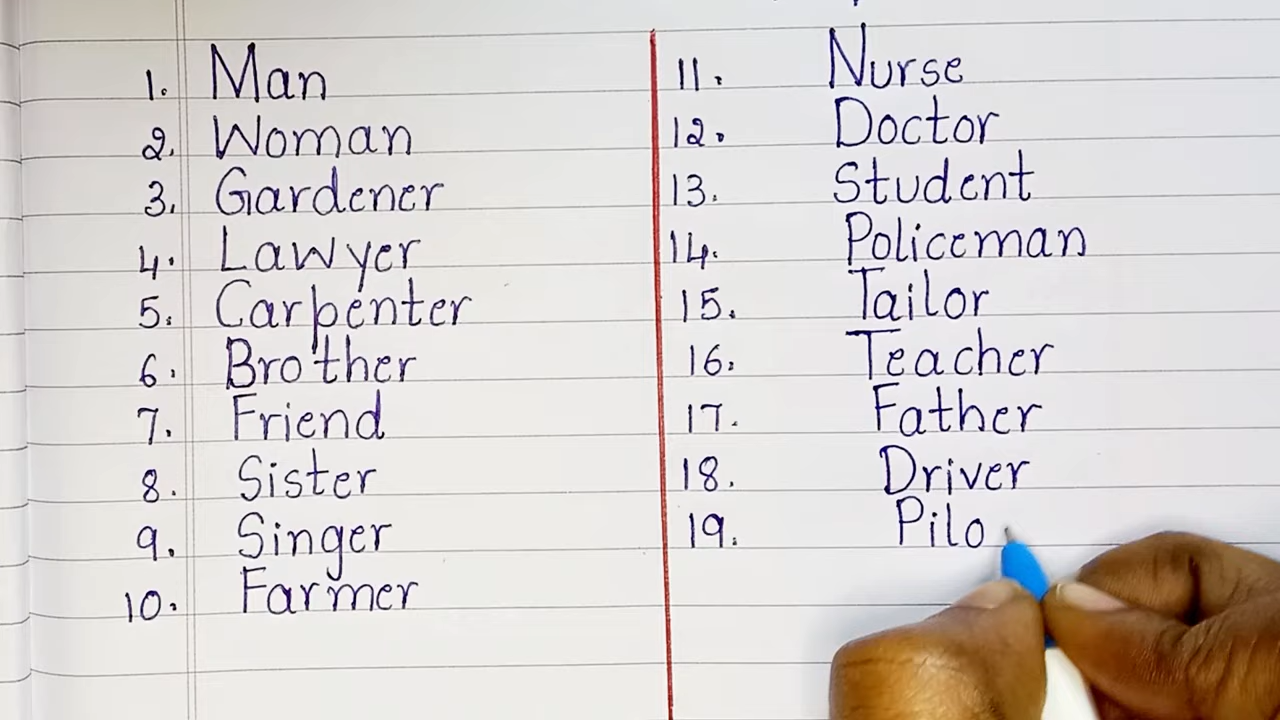 1. Man
2. Woman
3. Gardener
4. Lawyer
5. Carpenter
6. Brother
7. Friend
8. Sister
9. Singer
10. Farmer
11. Nurse
12. Doctor
13. Student
14. Policeman
15. Tailor
16. Teacher
17. Father
18. Driver
19. Pilo